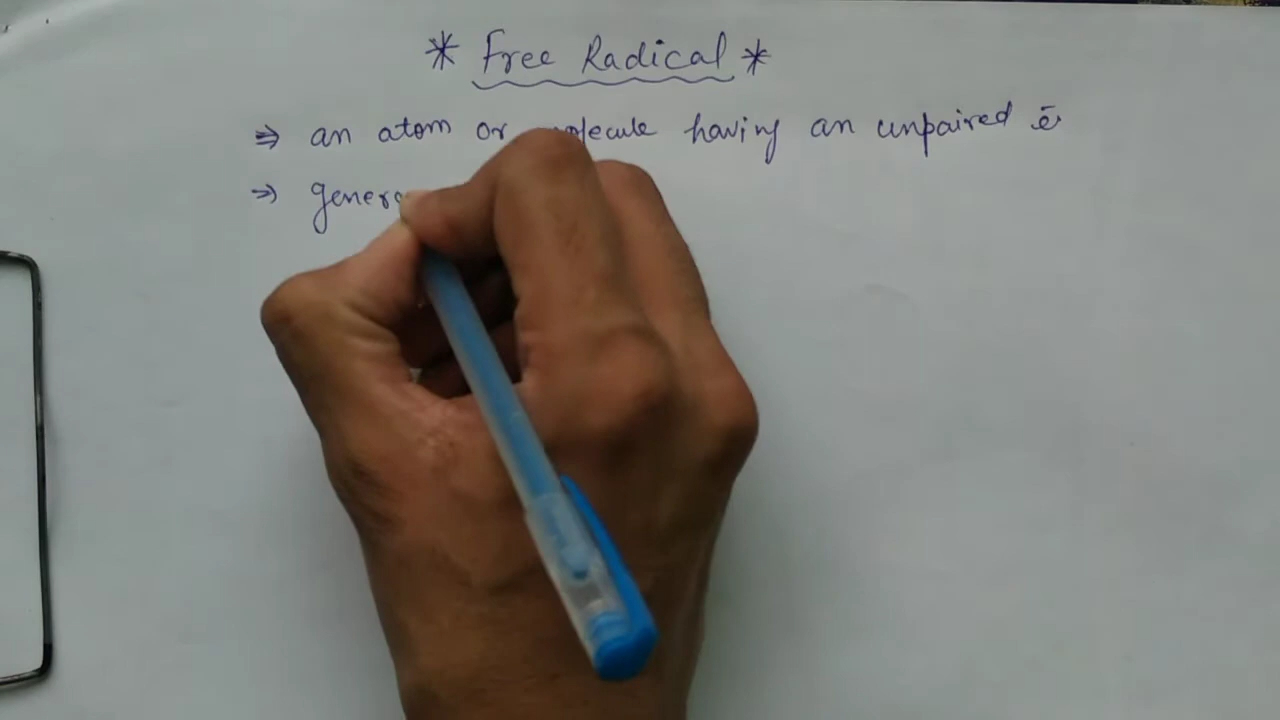 * Free Radical *
⇒ an atom or molecule having an unpaired ē
⇒ genera